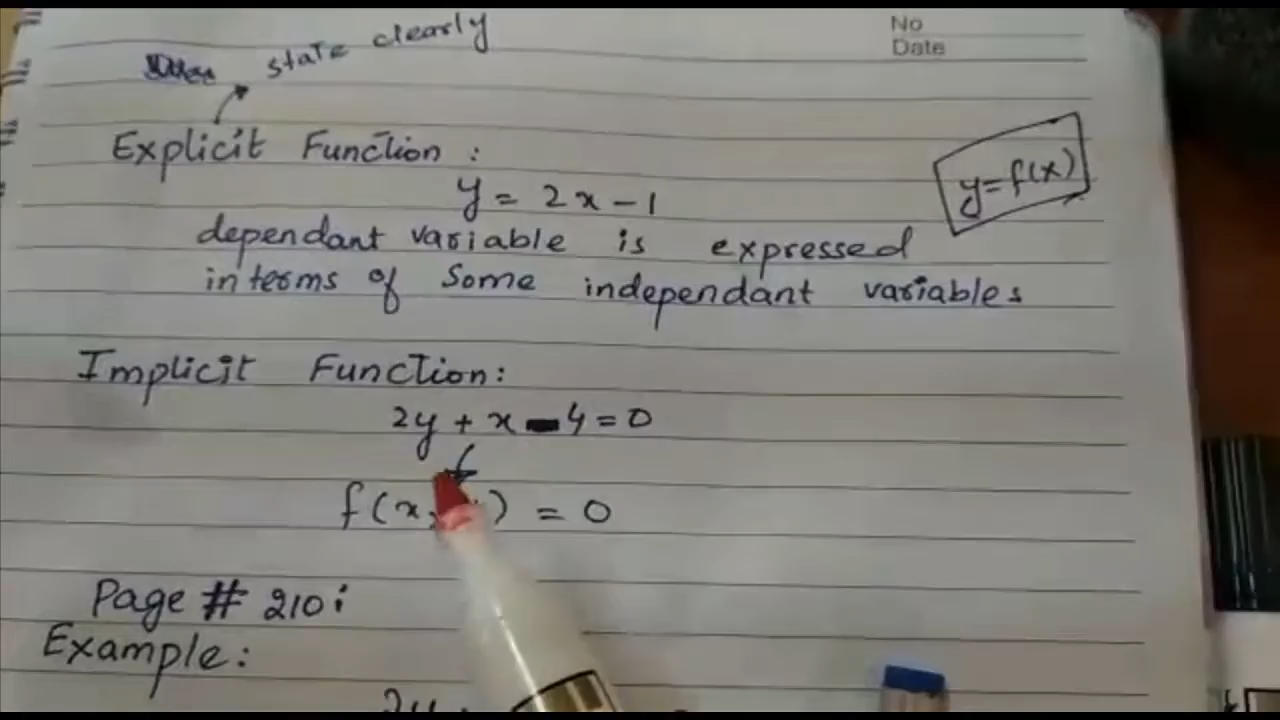 No
Date
state clearly
Explicit Function :
y = 2x - 1
y = f(x)
dependant variable is expressed
in terms of Some independant variables
Implicit Function:
2y + x - 4 = 0
f(x, ) = 0
Page # 210:
Example:
2y